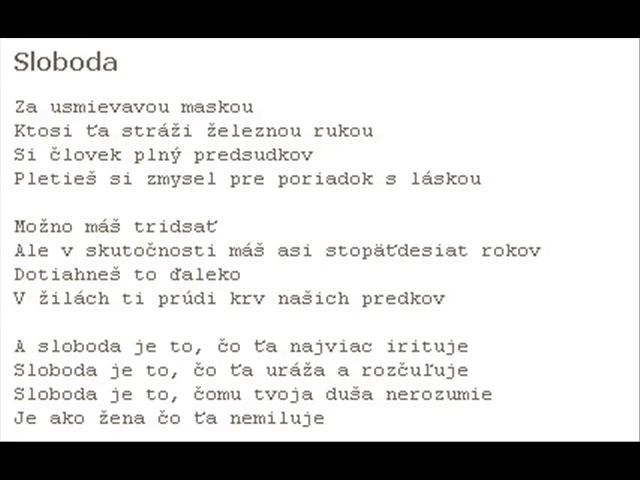 Sloboda
Za usmievavou maskou
Ktosi ťa stráži železnou rukou
Si človek plný predsudkov
Pletieš si zmysel pre poriadok s láskou
Možno máš tridsať
Ale v skutočnosti máš asi stopäťdesiat rokov
Dotiahneš to ďaleko
V žilách ti prúdi krv našich predkov
A sloboda je to, čo ťa najviac irituje
Sloboda je to, čo ťa uráža a rozčuľuje
Sloboda je to, čomu tvoja duša nerozumie
Je ako žena čo ťa nemiluje